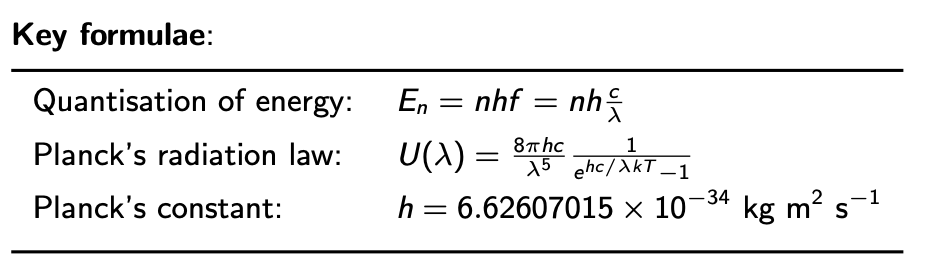 Key formulae:
Quantisation of energy: Eₙ = nhf = nh c/λ
Planck's radiation law: U(λ) = 8πhc/λ⁵ 1/e^{hc/λkT}−1
Planck's constant: h = 6.62607015 × 10⁻³⁴ kg m² s⁻¹